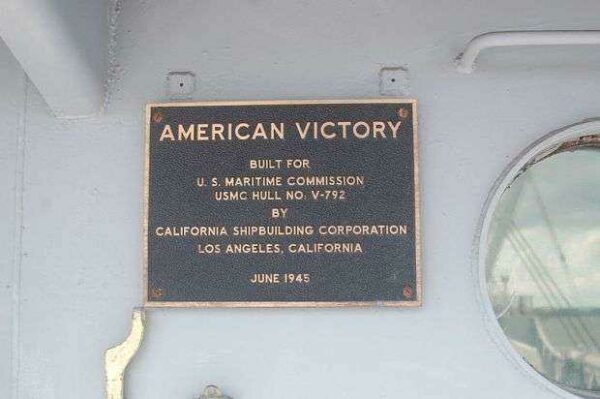 AMERICAN VICTORY
BUILT FOR
U. S. MARITIME COMMISSION
USMC HULL NO. V-792
BY
CALIFORNIA SHIPBUILDING CORPORATION
LOS ANGELES, CALIFORNIA
JUNE 1945